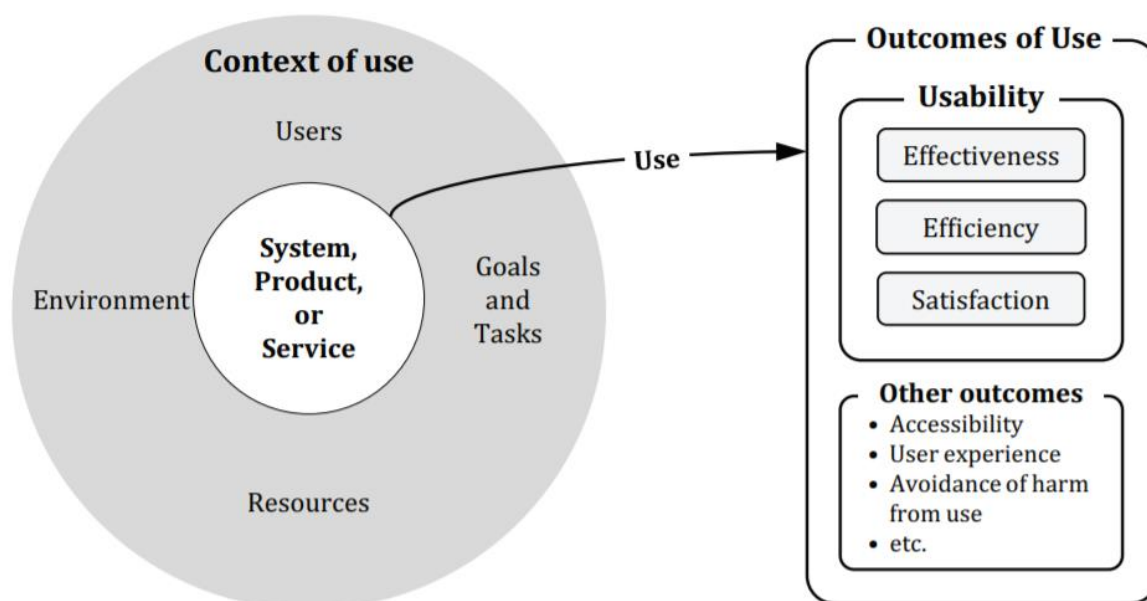 Context of use
Users
System,
Product,
or
Service
Environment
Goals
and
Tasks
Resources
Use
Outcomes of Use
Usability
Effectiveness
Efficiency
Satisfaction
Other outcomes
• Accessibility
• User experience
• Avoidance of harm
from use
• etc.